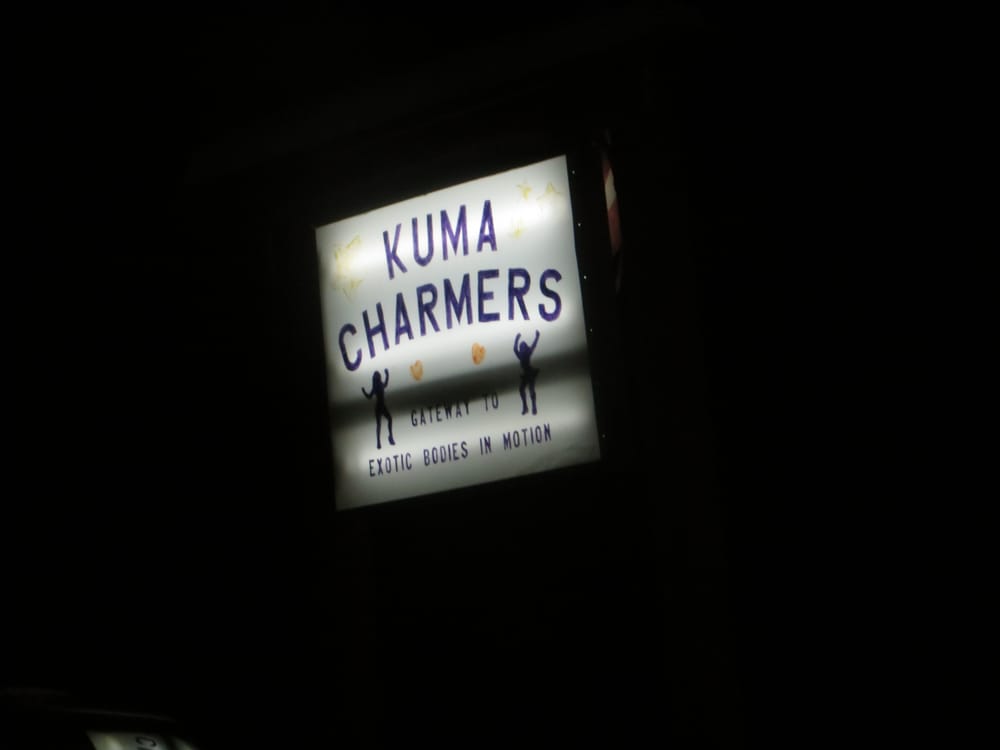 KUMA
CHARMERS
GATEWAY TO
EXOTIC BODIES IN MOTION